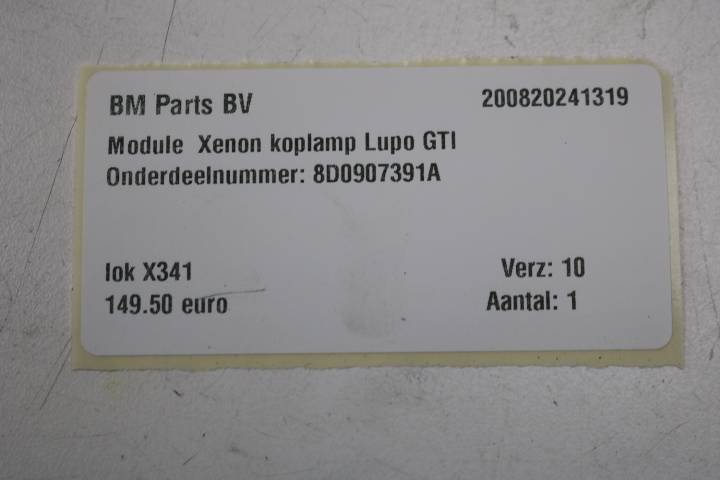 BM Parts BV 200820241319
Module Xenon koplamp Lupo GTI
Onderdeelnummer: 8D0907391A
lok X341 Verz: 10
149.50 euro Aantal: 1